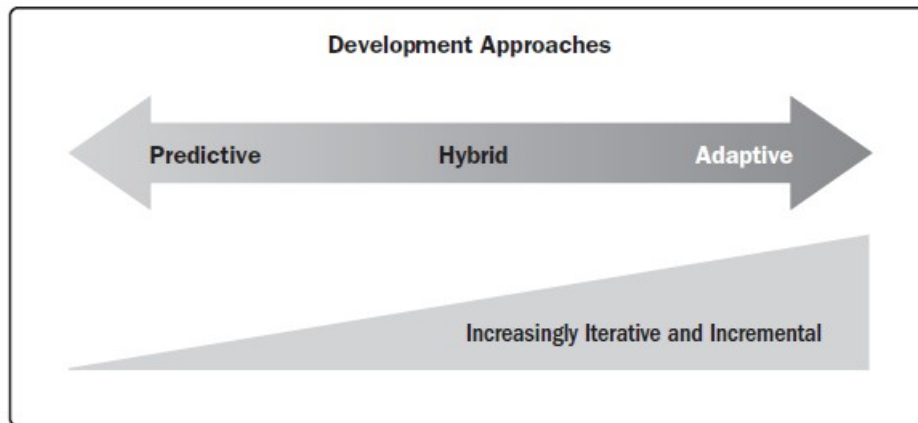 Development Approaches
Predictive Hybrid Adaptive
Increasingly Iterative and Incremental